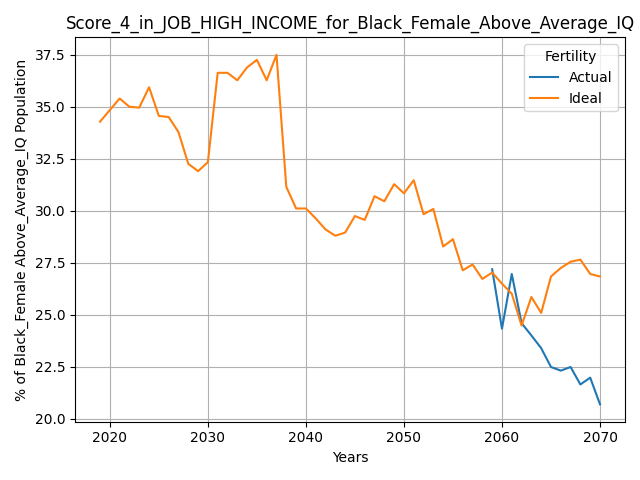 Score_4_in_JOB_HIGH_INCOME_for_Black_Female_Above_Average_IQ
% of Black_Female Above_Average_IQ Population
37.5
35.0
32.5
30.0
27.5
25.0
22.5
20.0
Fertility
Actual
Ideal
2020
2030
2040
2050
2060
2070
Years